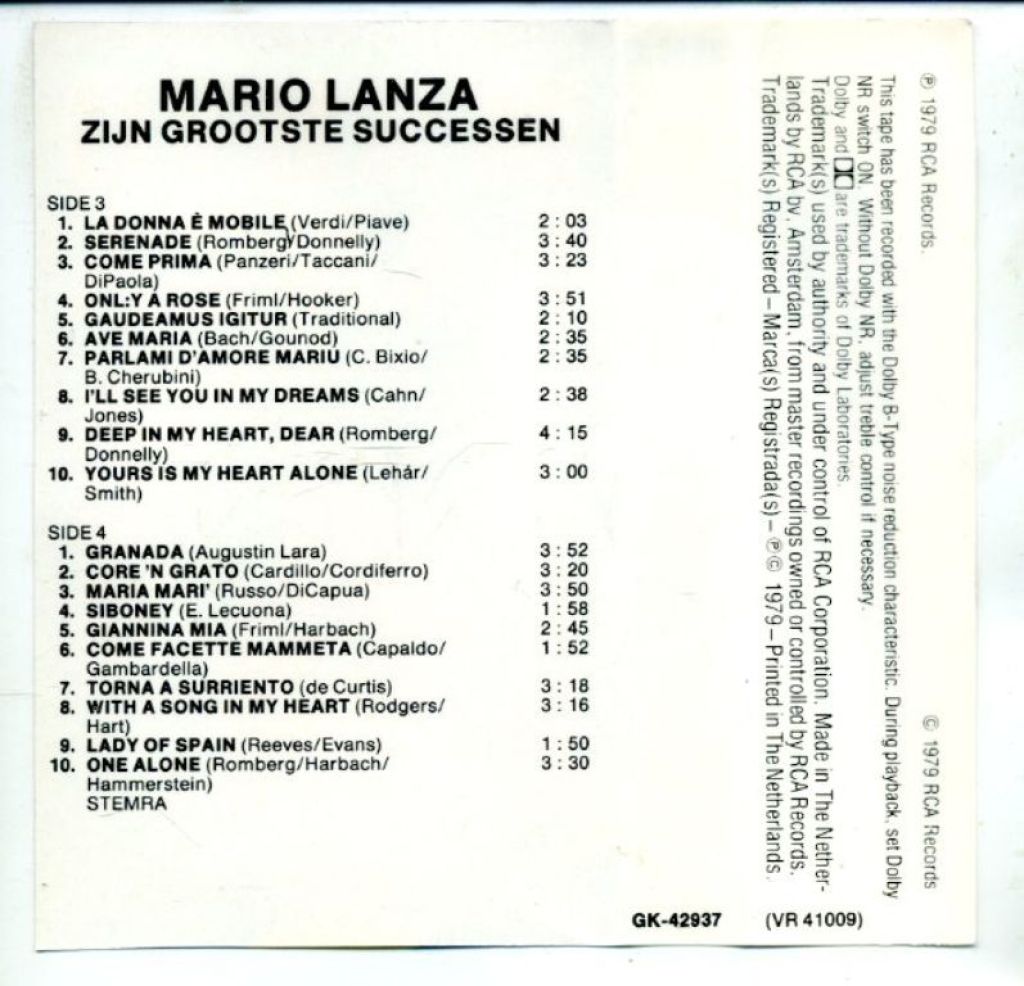 MARIO LANZA
ZIJN GROOTSTE SUCCESSEN
SIDE 3
1. LA DONNA È MOBILE (Verdi/Piave) 2 : 03
2. SERENADE (Romberg/Donnelly) 3 : 40
3. COME PRIMA (Panzeri/Taccani/ 3 : 23
DiPaola)
4. ONL:Y A ROSE (Friml/Hooker) 3 : 51
5. GAUDEAMUS IGITUR (Traditional) 2 : 10
6. AVE MARIA (Bach/Gounod) 2 : 35
7. PARLAMI D'AMORE MARIU (C. Bixio/ 2 : 35
B. Cherubini)
8. I'LL SEE YOU IN MY DREAMS (Cahn/ 2 : 38
Jones)
9. DEEP IN MY HEART, DEAR (Romberg/ 4 : 15
Donnelly)
10. YOURS IS MY HEART ALONE (Lehár/ 3 : 00
Smith)
SIDE 4
1. GRANADA (Augustin Lara) 3 : 52
2. CORE 'N GRATO (Cardillo/Cordiferro) 3 : 20
3. MARIA MARI' (Russo/DiCapua) 3 : 50
4. SIBONEY (E. Lecuona) 1 : 58
5. GIANNINA MIA (Friml/Harbach) 2 : 45
6. COME FACETTE MAMMETA (Capaldo/ 1 : 52
Gambardella)
7. TORNA A SURRIENTO (de Curtis) 3 : 18
8. WITH A SONG IN MY HEART (Rodgers/ 3 : 16
Hart)
9. LADY OF SPAIN (Reeves/Evans) 1 : 50
10. ONE ALONE (Romberg/Harbach/ 3 : 30
Hammerstein)
STEMRA
GK-42937 (VR 41009)
℗ 1979 RCA Records. © 1979 RCA Records
This tape has been recorded with the Dolby B-Type noise reduction characteristic. During playback, set Dolby
NR switch ON. Without Dolby NR, adjust treble control if necessary.
Dolby and are trademarks of Dolby Laboratories.
Trademark(s) used by authority and under control of RCA Corporation. Made in The Nether-
lands by RCA bv. Amsterdam, from master recordings owned or controlled by RCA Records.
Trademark(s) Registered – Marca(s) Registrada(s) – ℗ © 1979 – Printed in The Netherlands.